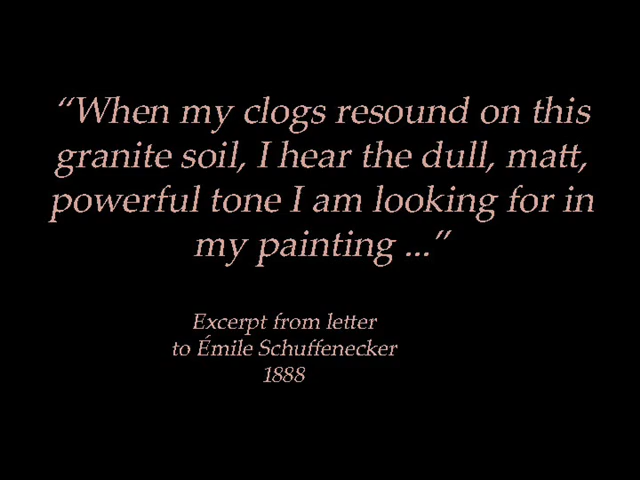 “When my clogs resound on this
granite soil, I hear the dull, matt,
powerful tone I am looking for in
my painting ...”
Excerpt from letter
to Émile Schuffenecker
1888